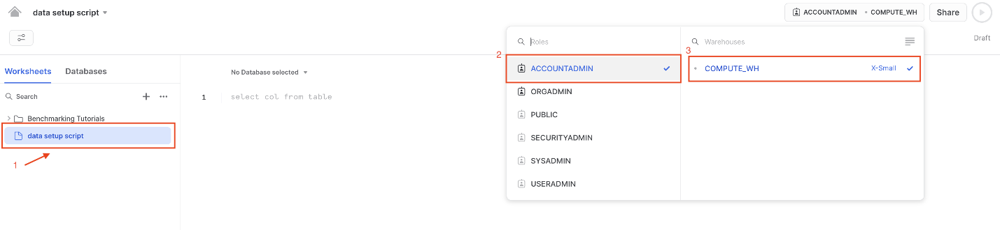 data setup script
ACCOUNTADMIN • COMPUTE_WH
Share
Draft
Worksheets
Databases
Search
Benchmarking Tutorials
data setup script
1
No Database selected
1
select col from table
Roles
2
ACCOUNTADMIN
ORGADMIN
PUBLIC
SECURITYADMIN
SYSADMIN
USERADMIN
Warehouses
3
COMPUTE_WH X-Small